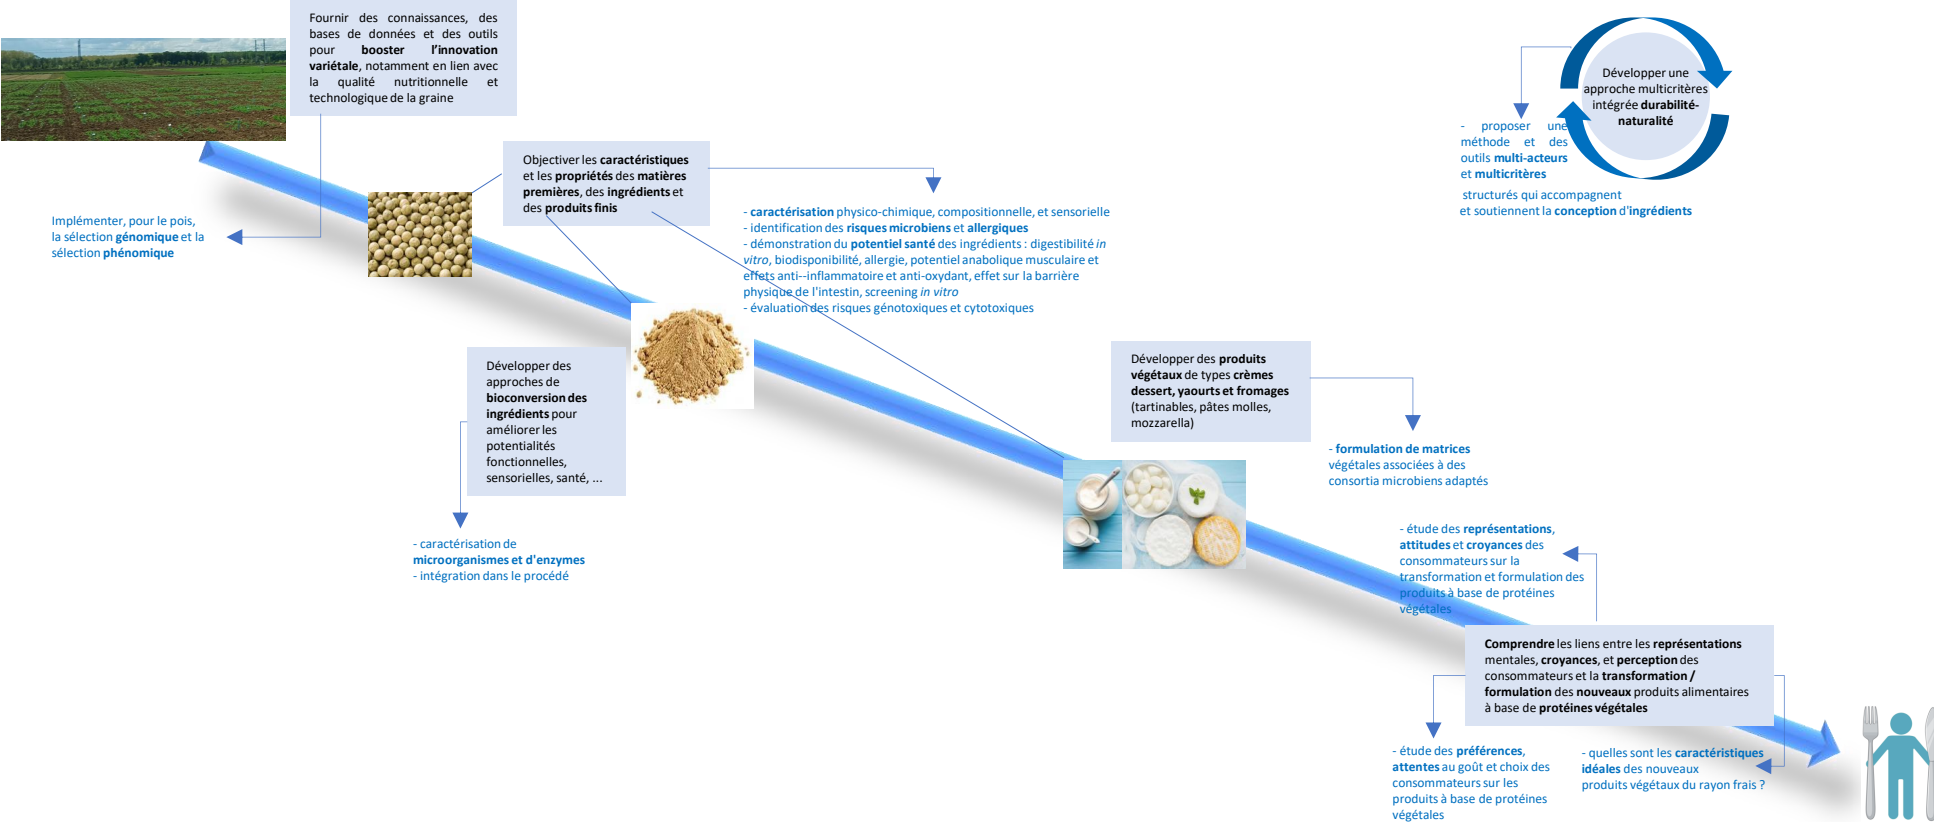 Fournir des connaissances, des
bases de données et des outils
pour booster l'innovation
variétale, notamment en lien avec
la qualité nutritionnelle et
technologique de la graine
Implémenter, pour le pois,
la sélection génomique et la
sélection phénomique
Objectiver les caractéristiques
et les propriétés des matières
premières, des ingrédients et
des produits finis
- caractérisation physico-chimique, compositionnelle, et sensorielle
- identification des risques microbiens et allergiques
- démonstration du potentiel santé des ingrédients : digestibilité in
vitro, biodisponibilité, allergie, potentiel anabolique musculaire et
effets anti--inflammatoire et anti-oxydant, effet sur la barrière
physique de l'intestin, screening in vitro
- évaluation des risques génotoxiques et cytotoxiques
Développer une
approche multicritères
intégrée durabilité-
naturalité
- proposer une
méthode et des
outils multi-acteurs
et multicritères
structurés qui accompagnent
et soutiennent la conception d'ingrédients
Développer des
approches de
bioconversion des
ingrédients pour
améliorer les
potentialités
fonctionnelles,
sensorielles, santé, ...
- caractérisation de
microorganismes et d'enzymes
- intégration dans le procédé
Développer des produits
végétaux de types crèmes
dessert, yaourts et fromages
(tartinables, pâtes molles,
mozzarella)
- formulation de matrices
végétales associées à des
consortia microbiens adaptés
- étude des représentations,
attitudes et croyances des
consommateurs sur la
transformation et formulation des
produits à base de protéines
végétales
Comprendre les liens entre les représentations
mentales, croyances, et perception des
consommateurs et la transformation /
formulation des nouveaux produits alimentaires
à base de protéines végétales
- étude des préférences,
attentes au goût et choix des
consommateurs sur les
produits à base de protéines
végétales
- quelles sont les caractéristiques
idéales des nouveaux
produits végétaux du rayon frais ?